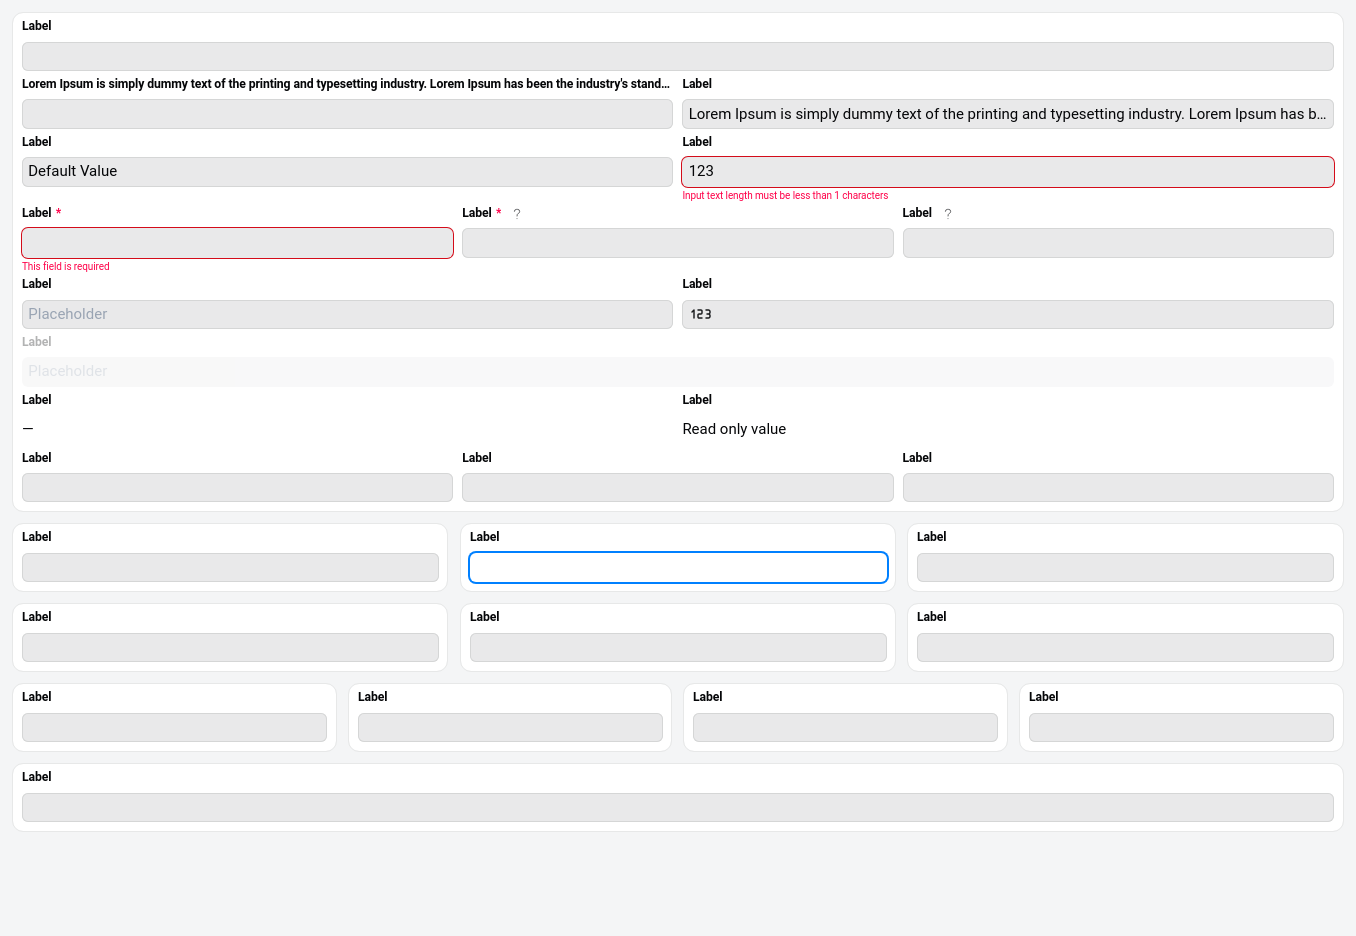 Label
Lorem Ipsum is simply dummy text of the printing and typesetting industry. Lorem Ipsum has been the industry's stand...
Label
Lorem Ipsum is simply dummy text of the printing and typesetting industry. Lorem Ipsum has b...
Label
Label
Default Value
123
Input text length must be less than 1 characters
Label *
Label * ?
Label ?
This field is required
Label
Label
Placeholder
123
Label
Placeholder
Label
Label
—
Read only value
Label
Label
Label
Label
Label
Label
Label
Label
Label
Label
Label
Label
Label
Label